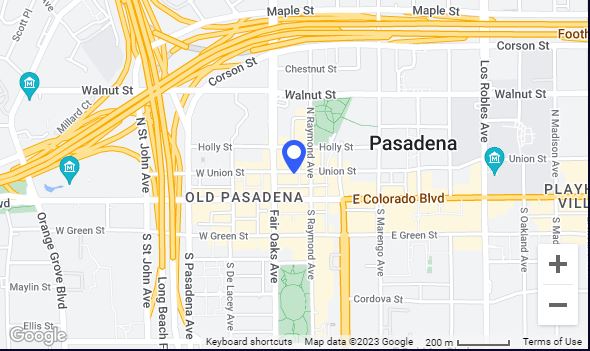 Scott Pl
Maple St
Maple St
Footh
Corson St
Corson St
Chestnut St
Walnut St
Walnut St
Walnut St
Millard Ct
N St John Ave
N Raymond Ave
Los Robles Ave
N Madison Ave
Holly St
Holly St
Pasadena
W Union St
Union St
Union St
vd
OLD PASADENA
E Colorado Blvd
PLAYH
VILL
Orange Grove Blvd
W Green St
E Green St
Fair Oaks Ave
S Raymond Ave
S Marengo Ave
S Oakland Ave
S Mad
S St John Ave
S Pasadena Ave
S De Lacey Ave
Long Beach F
Maylin St
Cordova St
Ellis St
+
−
Google
Keyboard shortcuts
Map data ©2023 Google
200 m
Terms of Use